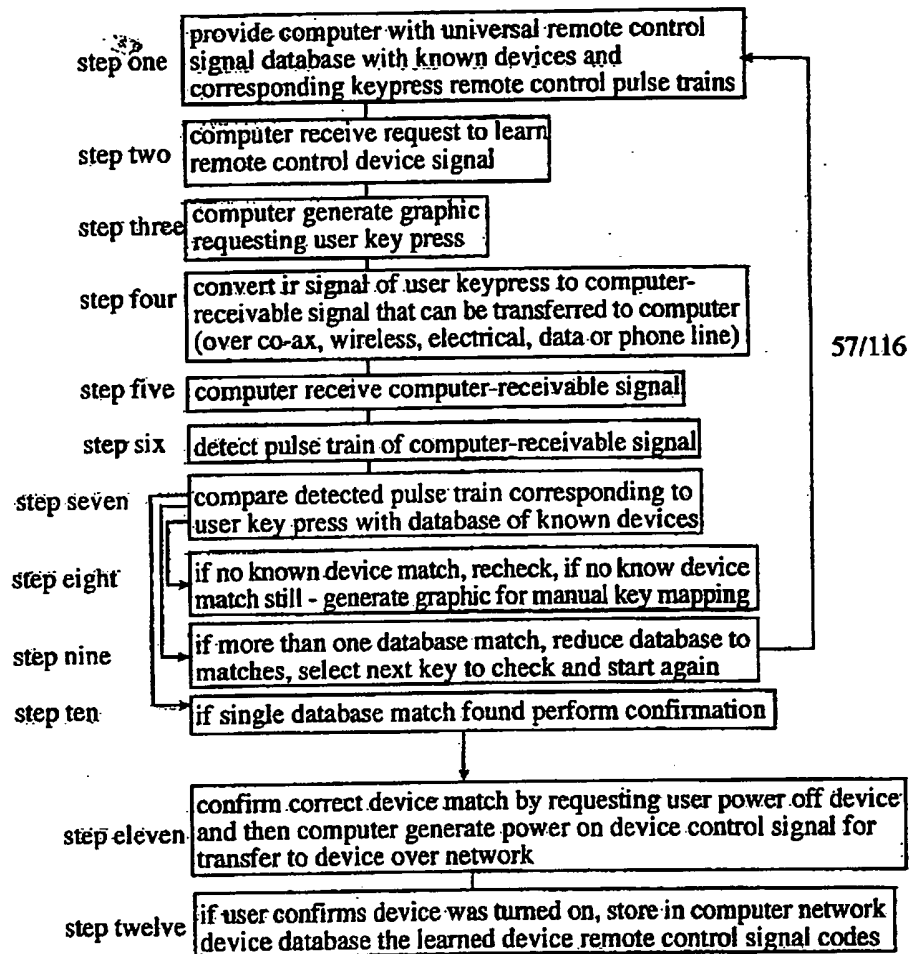 step one
provide computer with universal remote control
signal database with known devices and
corresponding keypress remote control pulse trains
step two
computer receive request to learn
remote control device signal
step three
computer generate graphic
requesting user key press
step four
convert ir signal of user keypress to computer-
receivable signal that can be transferred to computer
(over co-ax, wireless, electrical, data or phone line)
57/116
step five
computer receive computer-receivable signal
step six
detect pulse train of computer-receivable signal
step seven
compare detected pulse train corresponding to
user key press with database of known devices
step eight
if no known device match, recheck, if no know device
match still - generate graphic for manual key mapping
step nine
if more than one database match, reduce database to
matches, select next key to check and start again
step ten
if single database match found perform confirmation
step eleven
confirm correct device match by requesting user power off device
and then computer generate power on device control signal for
transfer to device over network
step twelve
if user confirms device was turned on, store in computer network
device database the learned device remote control signal codes